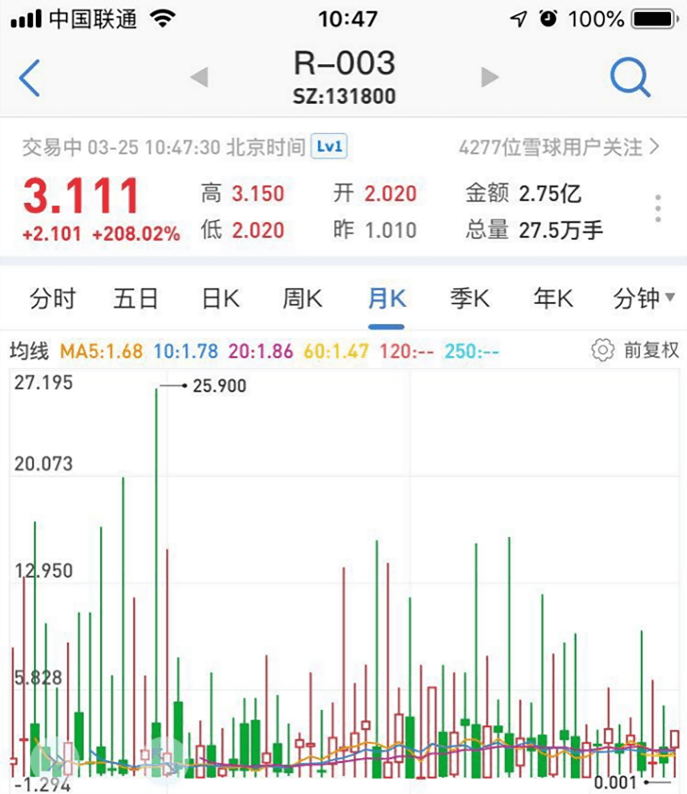 中国联通 10:47 100%
R-003
SZ:131800
交易中 03-25 10:47:30 北京时间 Lv1 4277位雪球用户关注
3.111 高 3.150 开 2.020 金额 2.75亿
+2.101 +208.02% 低 2.020 昨 1.010 总量 27.5万手
分时 五日 日K 周K 月K 季K 年K 分钟
均线 MA5:1.68 10:1.78 20:1.86 60:1.47 120:-- 250:-- 前复权
27.195
25.900
20.073
12.950
5.828
-1.294
0.001